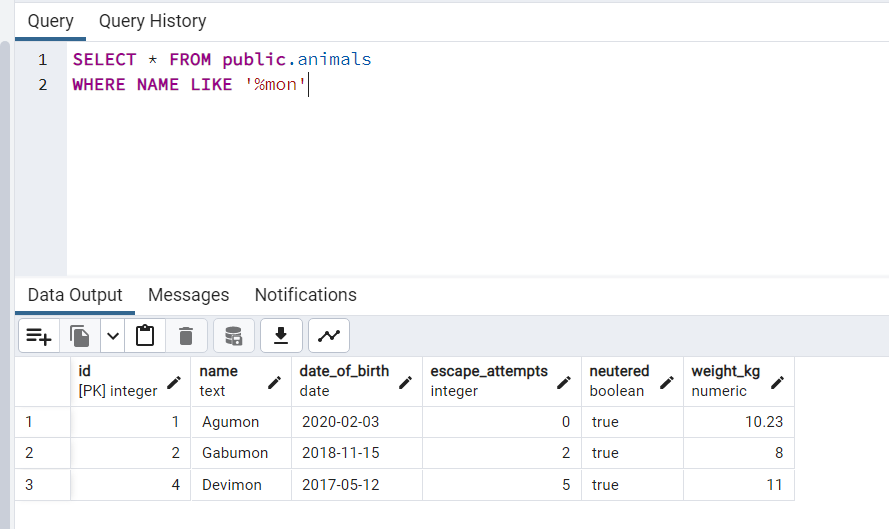 Query Query History
1 SELECT * FROM public.animals
2 WHERE NAME LIKE '%mon'
Data Output Messages Notifications
id name date_of_birth escape_attempts neutered weight_kg
[PK] integer text date integer boolean numeric
1 1 Agumon 2020-02-03 0 true 10.23
2 2 Gabumon 2018-11-15 2 true 8
3 4 Devimon 2017-05-12 5 true 11